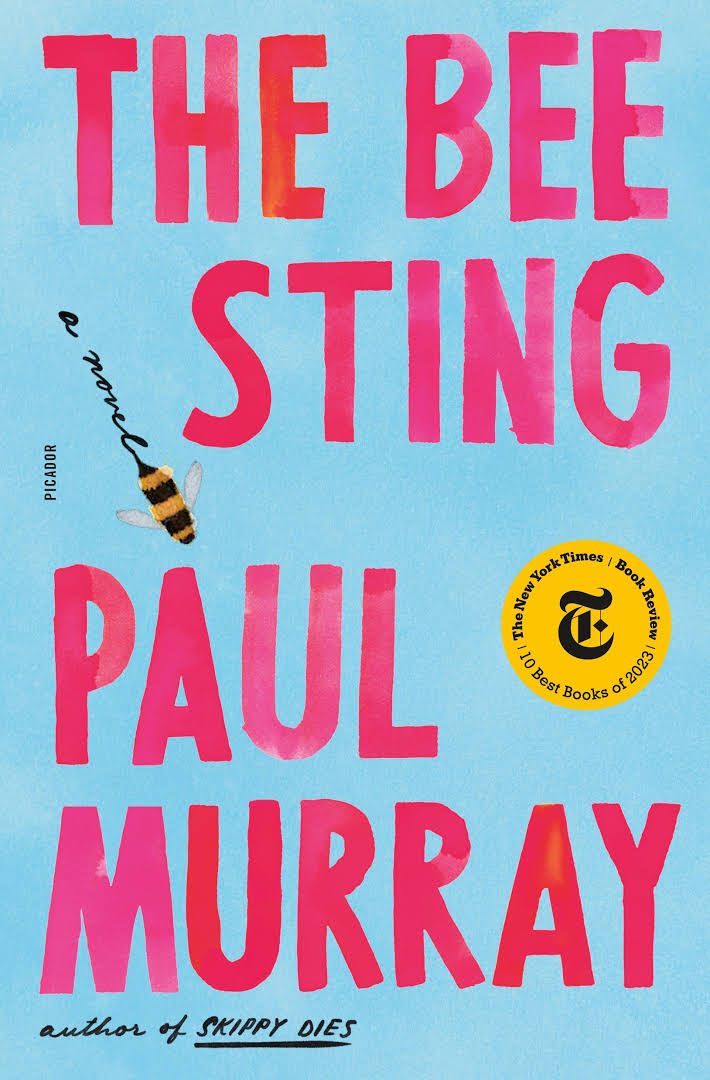 THE BEE
STING
a novel
PICADOR
PAUL
The New York Times | Book Review
| 10 Best Books of 2023 |
T
MURRAY
author of SKIPPY DIES